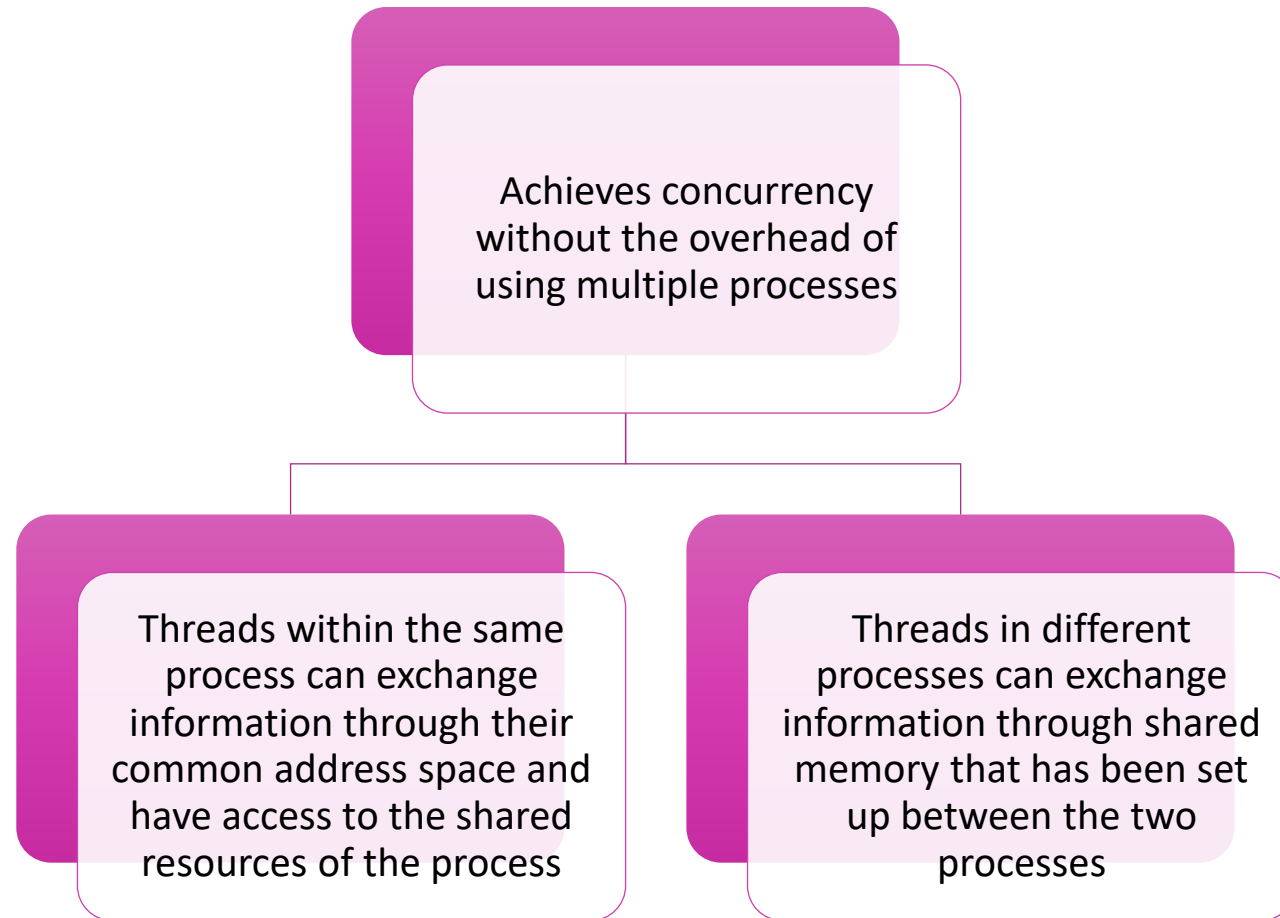 Achieves concurrency
without the overhead of
using multiple processes
Threads within the same
process can exchange
information through their
common address space and
have access to the shared
resources of the process
Threads in different
processes can exchange
information through shared
memory that has been set
up between the two
processes